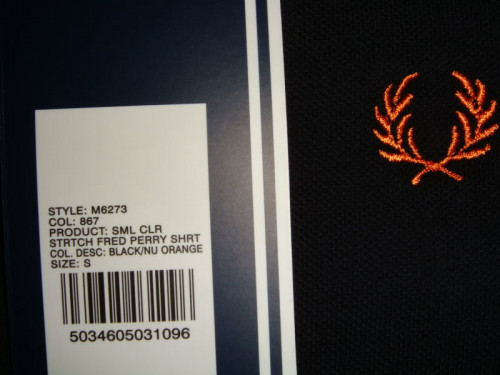 STYLE: M6273
COL: 867
PRODUCT: SML CLR
STRTCH FRED PERRY SHRT
COL. DESC: BLACK/NU ORANGE
SIZE: S
5034605031096